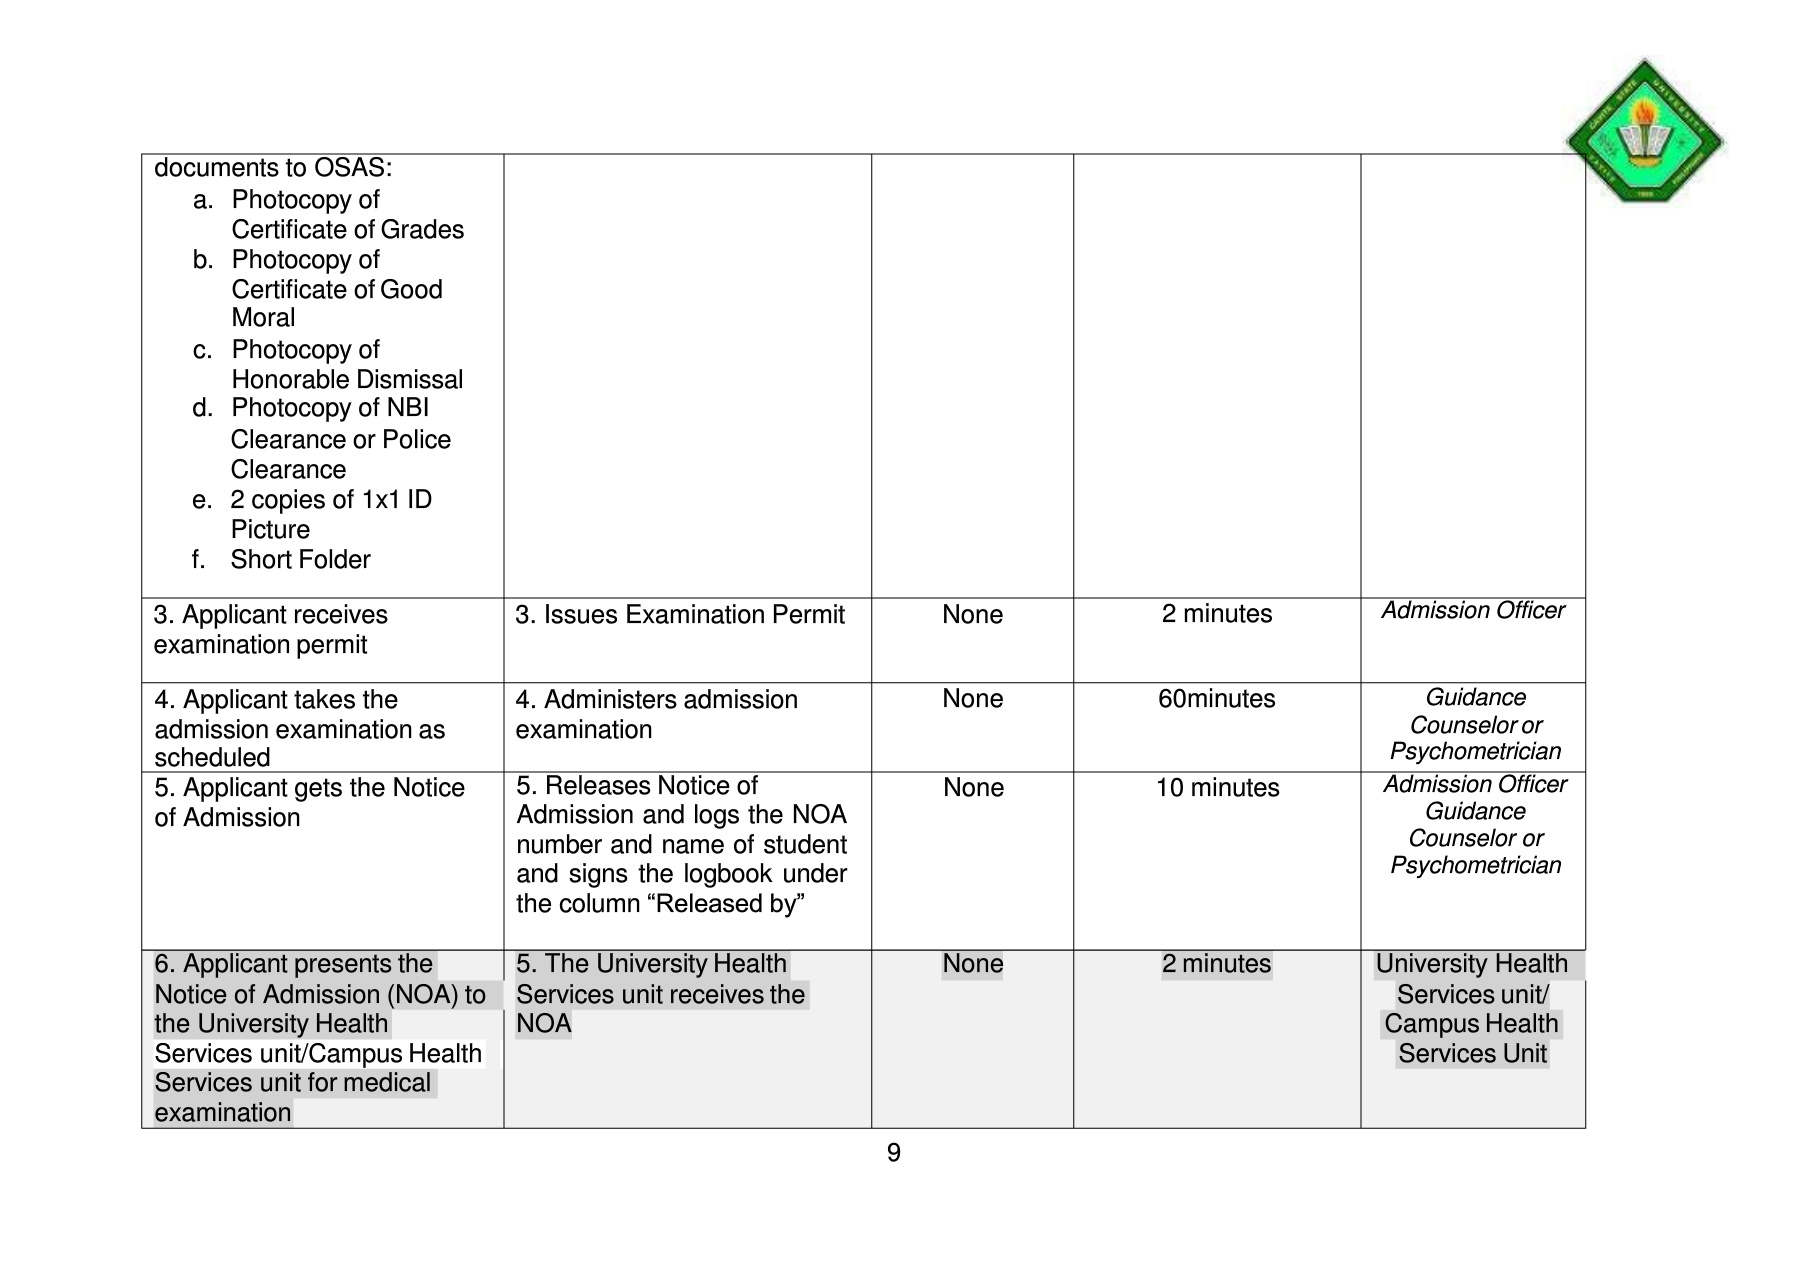 CAVITE STATE UNIVERSITY
documents to OSAS:
a. Photocopy of
Certificate of Grades
b. Photocopy of
Certificate of Good
Moral
c. Photocopy of
Honorable Dismissal
d. Photocopy of NBI
Clearance or Police
Clearance
e. 2 copies of 1x1 ID
Picture
f. Short Folder
3. Applicant receives
examination permit
3. Issues Examination Permit
None
2 minutes
Admission Officer
4. Applicant takes the
admission examination as
scheduled
4. Administers admission
examination
None
60minutes
Guidance
Counselor or
Psychometrician
5. Applicant gets the Notice
of Admission
5. Releases Notice of
Admission and logs the NOA
number and name of student
and signs the logbook under
the column “Released by”
None
10 minutes
Admission Officer
Guidance
Counselor or
Psychometrician
6. Applicant presents the
Notice of Admission (NOA) to
the University Health
Services unit/Campus Health
Services unit for medical
examination
5. The University Health
Services unit receives the
NOA
None
2 minutes
University Health
Services unit/
Campus Health
Services Unit
9